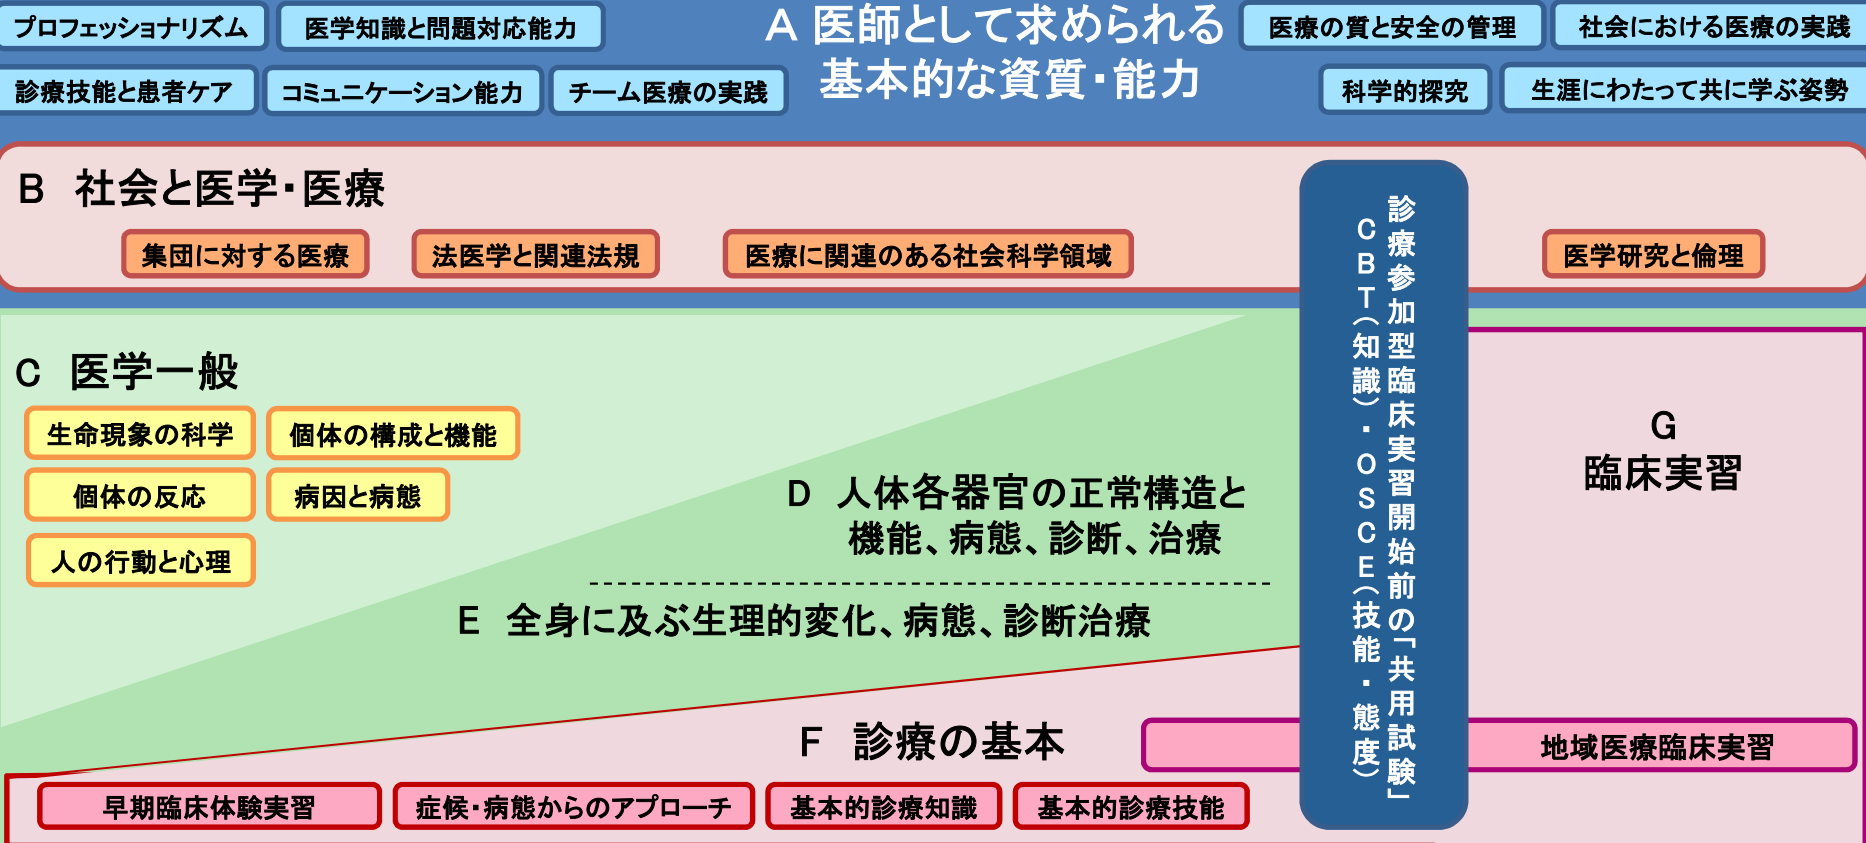 プロフェッショナリズム
医学知識と問題対応能力
A 医師として求められる
基本的な資質・能力
医療の質と安全の管理
社会における医療の実践
診療技能と患者ケア
コミュニケーション能力
チーム医療の実践
科学的探究
生涯にわたって共に学ぶ姿勢
B 社会と医学・医療
集団に対する医療
法医学と関連法規
医療に関連のある社会科学領域
医学研究と倫理
診療参加型臨床実習開始前の「共用試験」
CBT(知識)・OSCE(技能・態度)
C 医学一般
生命現象の科学
個体の構成と機能
個体の反応
病因と病態
人の行動と心理
D 人体各器官の正常構造と
機能、病態、診断、治療
E 全身に及ぶ生理的変化、病態、診断治療
G
臨床実習
F 診療の基本
地域医療臨床実習
早期臨床体験実習
症候・病態からのアプローチ
基本的診療知識
基本的診療技能